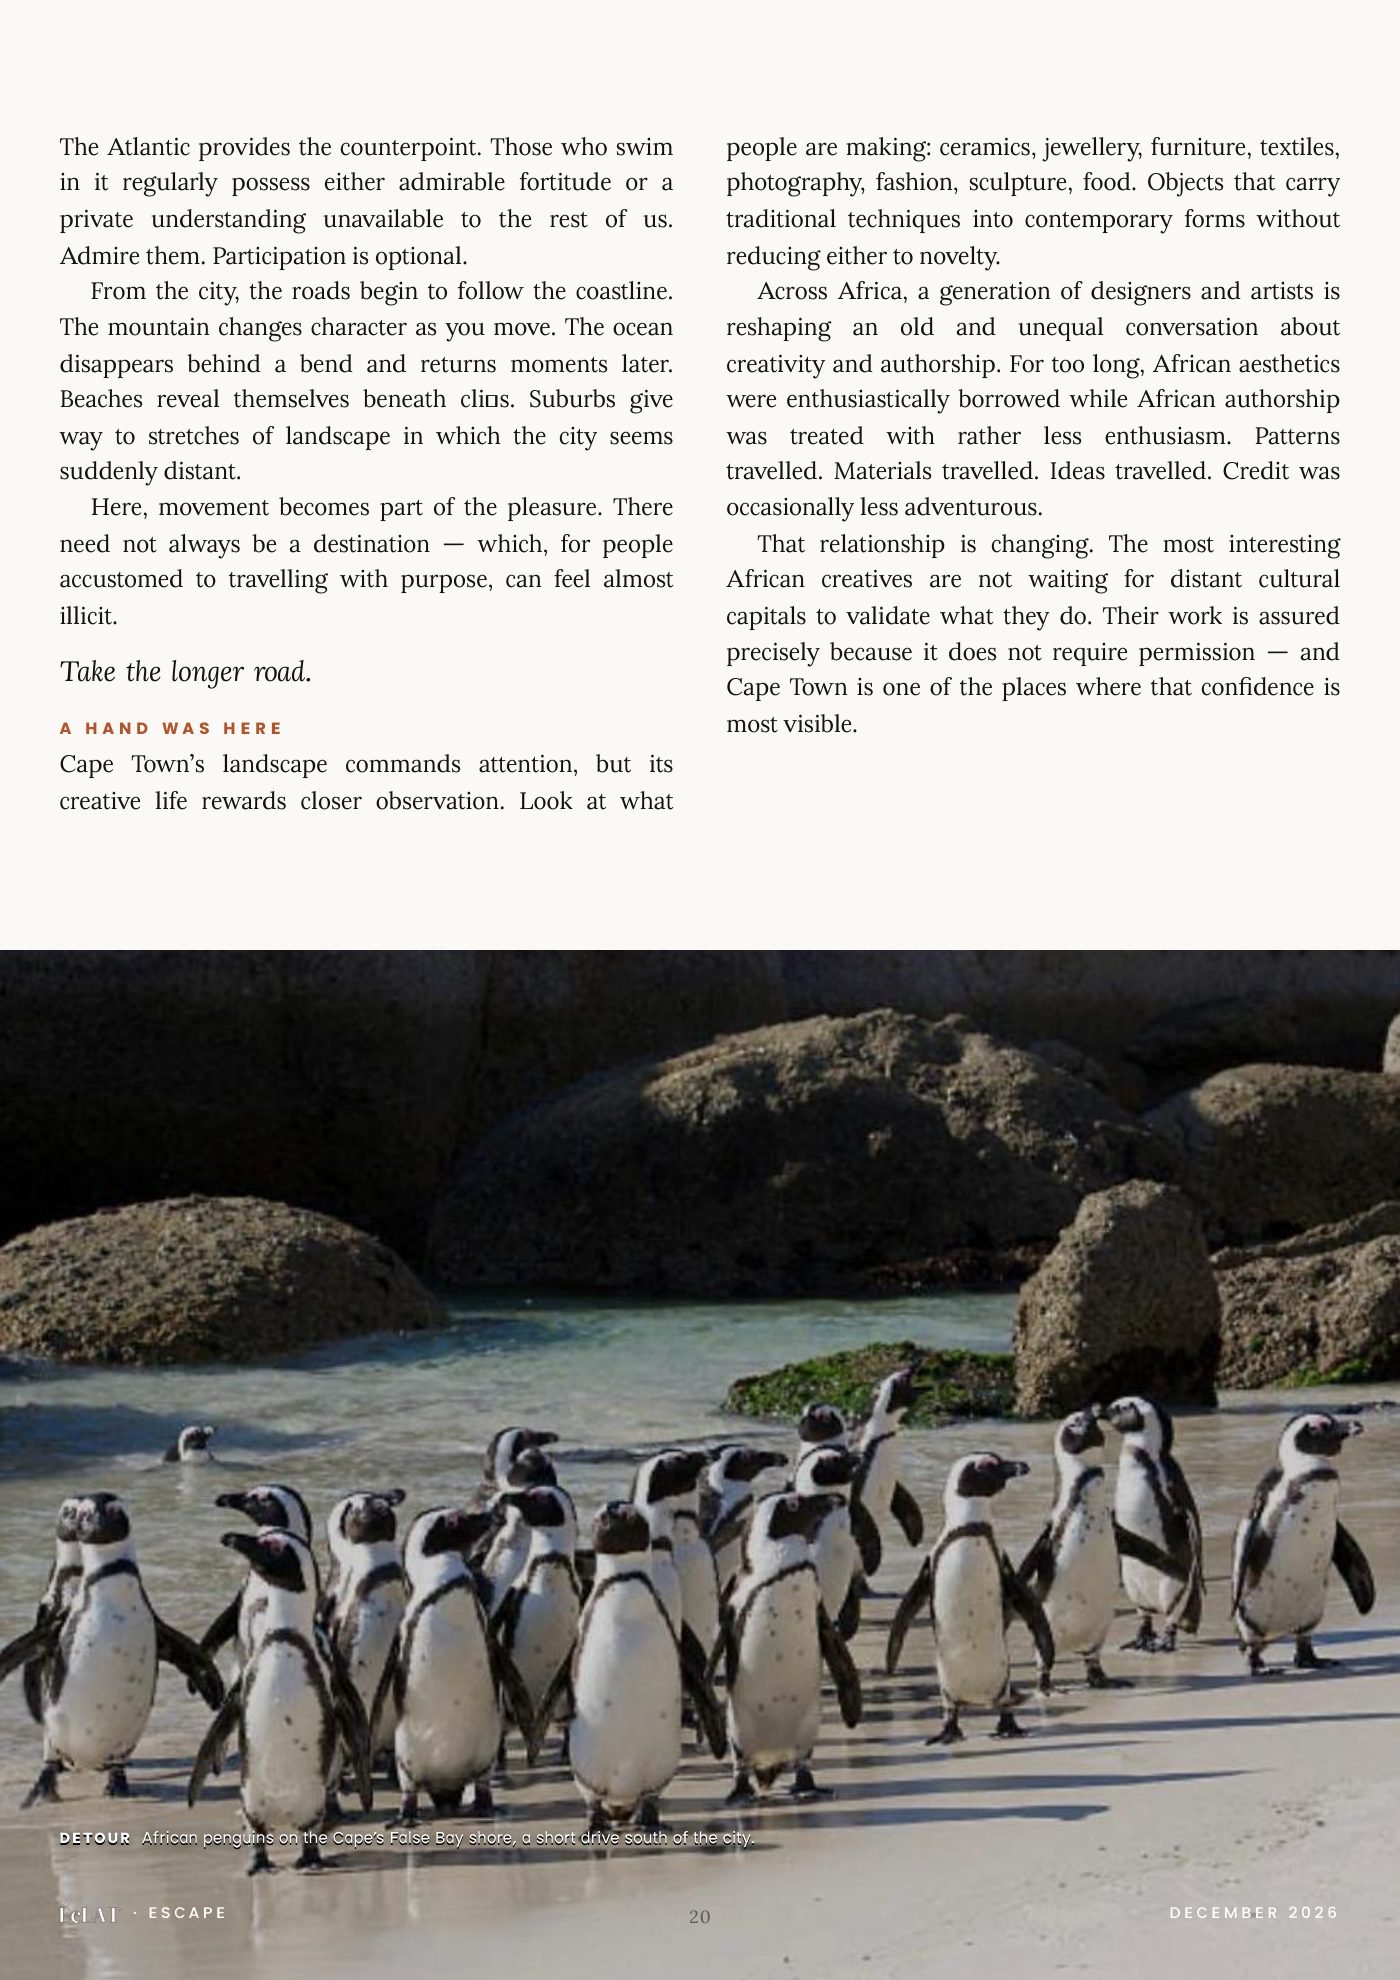 The Atlantic provides the counterpoint. Those who swim
in it regularly possess either admirable fortitude or a
private understanding unavailable to the rest of us.
Admire them. Participation is optional.
From the city, the roads begin to follow the coastline.
The mountain changes character as you move. The ocean
disappears behind a bend and returns moments later.
Beaches reveal themselves beneath cli□s. Suburbs give
way to stretches of landscape in which the city seems
suddenly distant.
Here, movement becomes part of the pleasure. There
need not always be a destination — which, for people
accustomed to travelling with purpose, can feel almost
illicit.
Take the longer road.
A HAND WAS HERE
Cape Town’s landscape commands attention, but its
creative life rewards closer observation. Look at what
people are making: ceramics, jewellery, furniture, textiles,
photography, fashion, sculpture, food. Objects that carry
traditional techniques into contemporary forms without
reducing either to novelty.
Across Africa, a generation of designers and artists is
reshaping an old and unequal conversation about
creativity and authorship. For too long, African aesthetics
were enthusiastically borrowed while African authorship
was treated with rather less enthusiasm. Patterns
travelled. Materials travelled. Ideas travelled. Credit was
occasionally less adventurous.
That relationship is changing. The most interesting
African creatives are not waiting for distant cultural
capitals to validate what they do. Their work is assured
precisely because it does not require permission — and
Cape Town is one of the places where that confidence is
most visible.
DETOUR African penguins on the Cape’s False Bay shore, a short drive south of the city.
ÉcLAT · ESCAPE
20
DECEMBER 2026